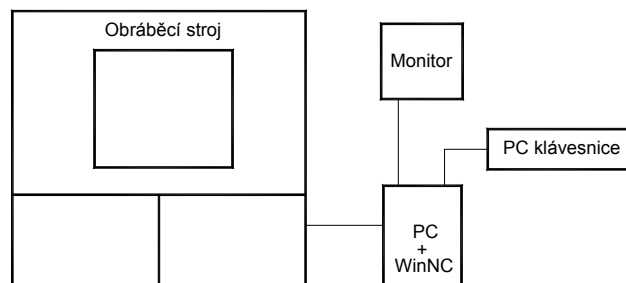 Obráběcí stroj
Monitor
PC klávesnice
PC
+
WinNC